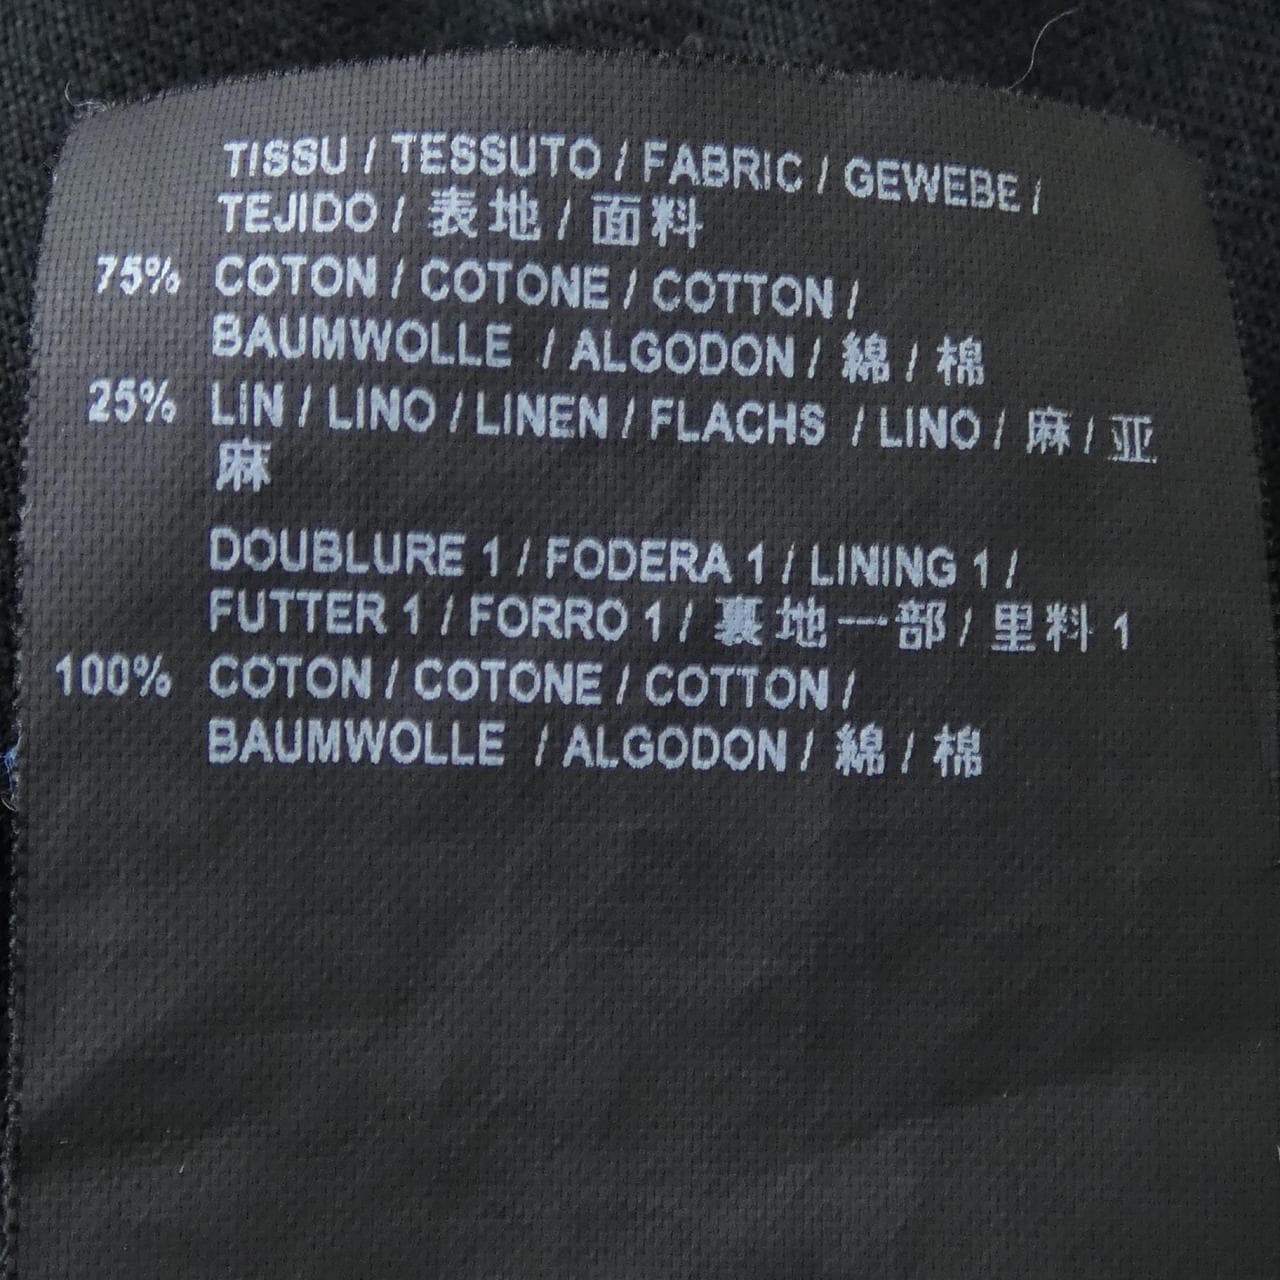 TISSU / TESSUTO / FABRIC / GEWEBE /
TEJIDO / 表地 / 面料
75% COTON / COTONE / COTTON /
BAUMWOLLE / ALGODON / 綿 / 棉
25% LIN / LINO / LINEN / FLACHS / LINO / 麻 / 亚
麻
DOUBLURE 1 / FODERA 1 / LINING 1 /
FUTTER 1 / FORRO 1 / 裏地一部 / 里料 1
100% COTON / COTONE / COTTON /
BAUMWOLLE / ALGODON / 綿 / 棉